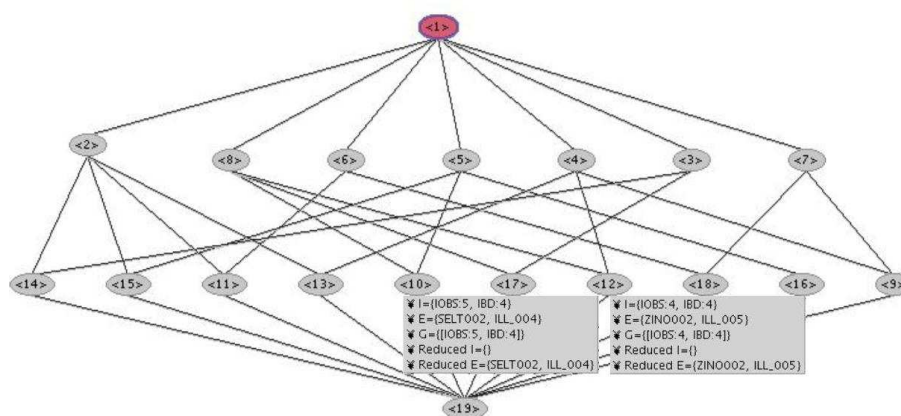 <1>
<2>
<8> <6> <5> <4> <3> <7>
<14> <15> <11> <13> <10> <17> <12> <18> <16> <9>
I={IOBS:5, IBD:4}
E={SELT002, ILL_004}
G={[IOBS:5, IBD:4]}
Reduced I={}
Reduced E={SELT002, ILL_004}
I={IOBS:4, IBD:4}
E={ZINO002, ILL_005}
G={[IOBS:4, IBD:4]}
Reduced I={}
Reduced E={ZINO002, ILL_005}
<19>